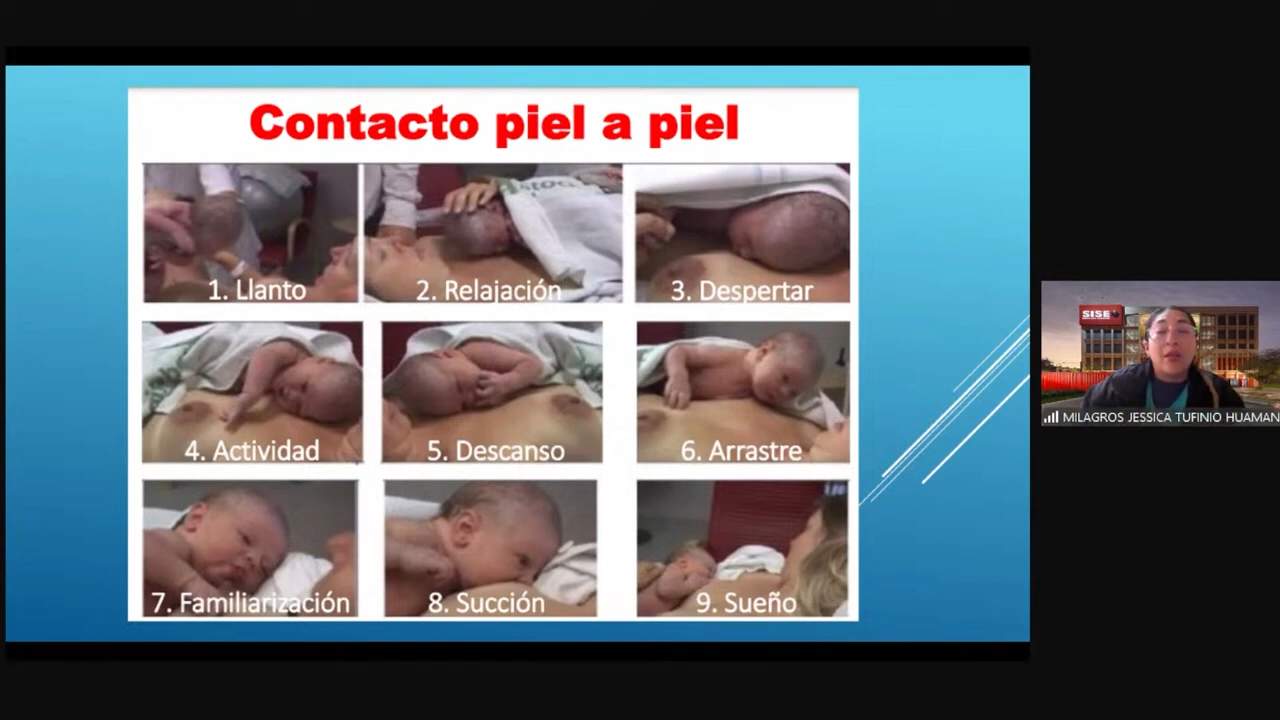 Contacto piel a piel
1. Llanto
2. Relajación
3. Despertar
4. Actividad
5. Descanso
6. Arrastre
7. Familiarización
8. Succión
9. Sueño
SISE
MILAGROS JESSICA TUFINIO HUAMAN